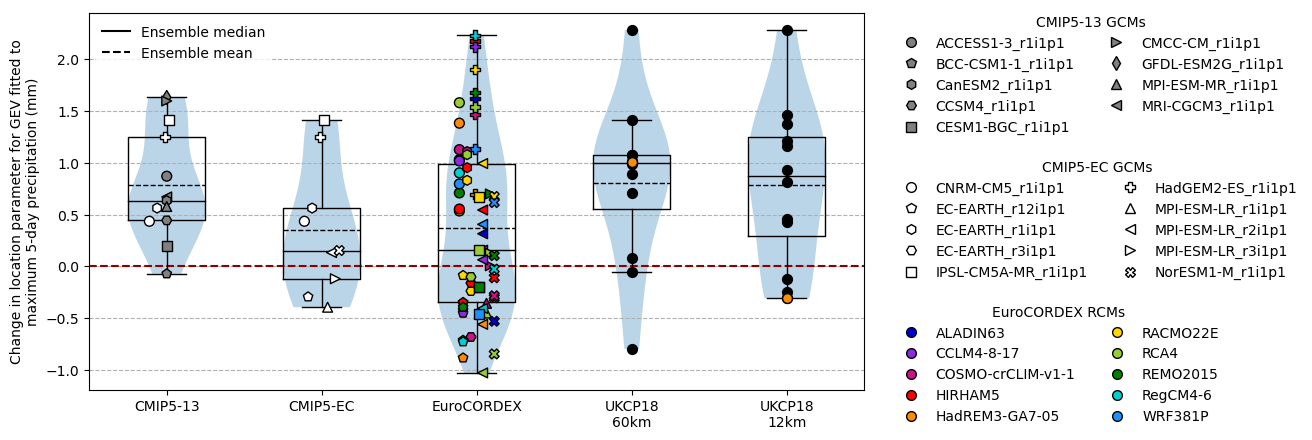 Change in location parameter for GEV fitted to
maximum 5-day precipitation (mm)
2.0
1.5
1.0
0.5
0.0
−0.5
−1.0
Ensemble median
Ensemble mean
CMIP5-13
CMIP5-EC
EuroCORDEX
UKCP18
60km
UKCP18
12km
CMIP5-13 GCMs
ACCESS1-3_r1i1p1
BCC-CSM1-1_r1i1p1
CanESM2_r1i1p1
CCSM4_r1i1p1
CESM1-BGC_r1i1p1
CMCC-CM_r1i1p1
GFDL-ESM2G_r1i1p1
MPI-ESM-MR_r1i1p1
MRI-CGCM3_r1i1p1
CMIP5-EC GCMs
CNRM-CM5_r1i1p1
EC-EARTH_r12i1p1
EC-EARTH_r1i1p1
EC-EARTH_r3i1p1
IPSL-CM5A-MR_r1i1p1
HadGEM2-ES_r1i1p1
MPI-ESM-LR_r1i1p1
MPI-ESM-LR_r2i1p1
MPI-ESM-LR_r3i1p1
NorESM1-M_r1i1p1
EuroCORDEX RCMs
ALADIN63
CCLM4-8-17
COSMO-crCLIM-v1-1
HIRHAM5
HadREM3-GA7-05
RACMO22E
RCA4
REMO2015
RegCM4-6
WRF381P